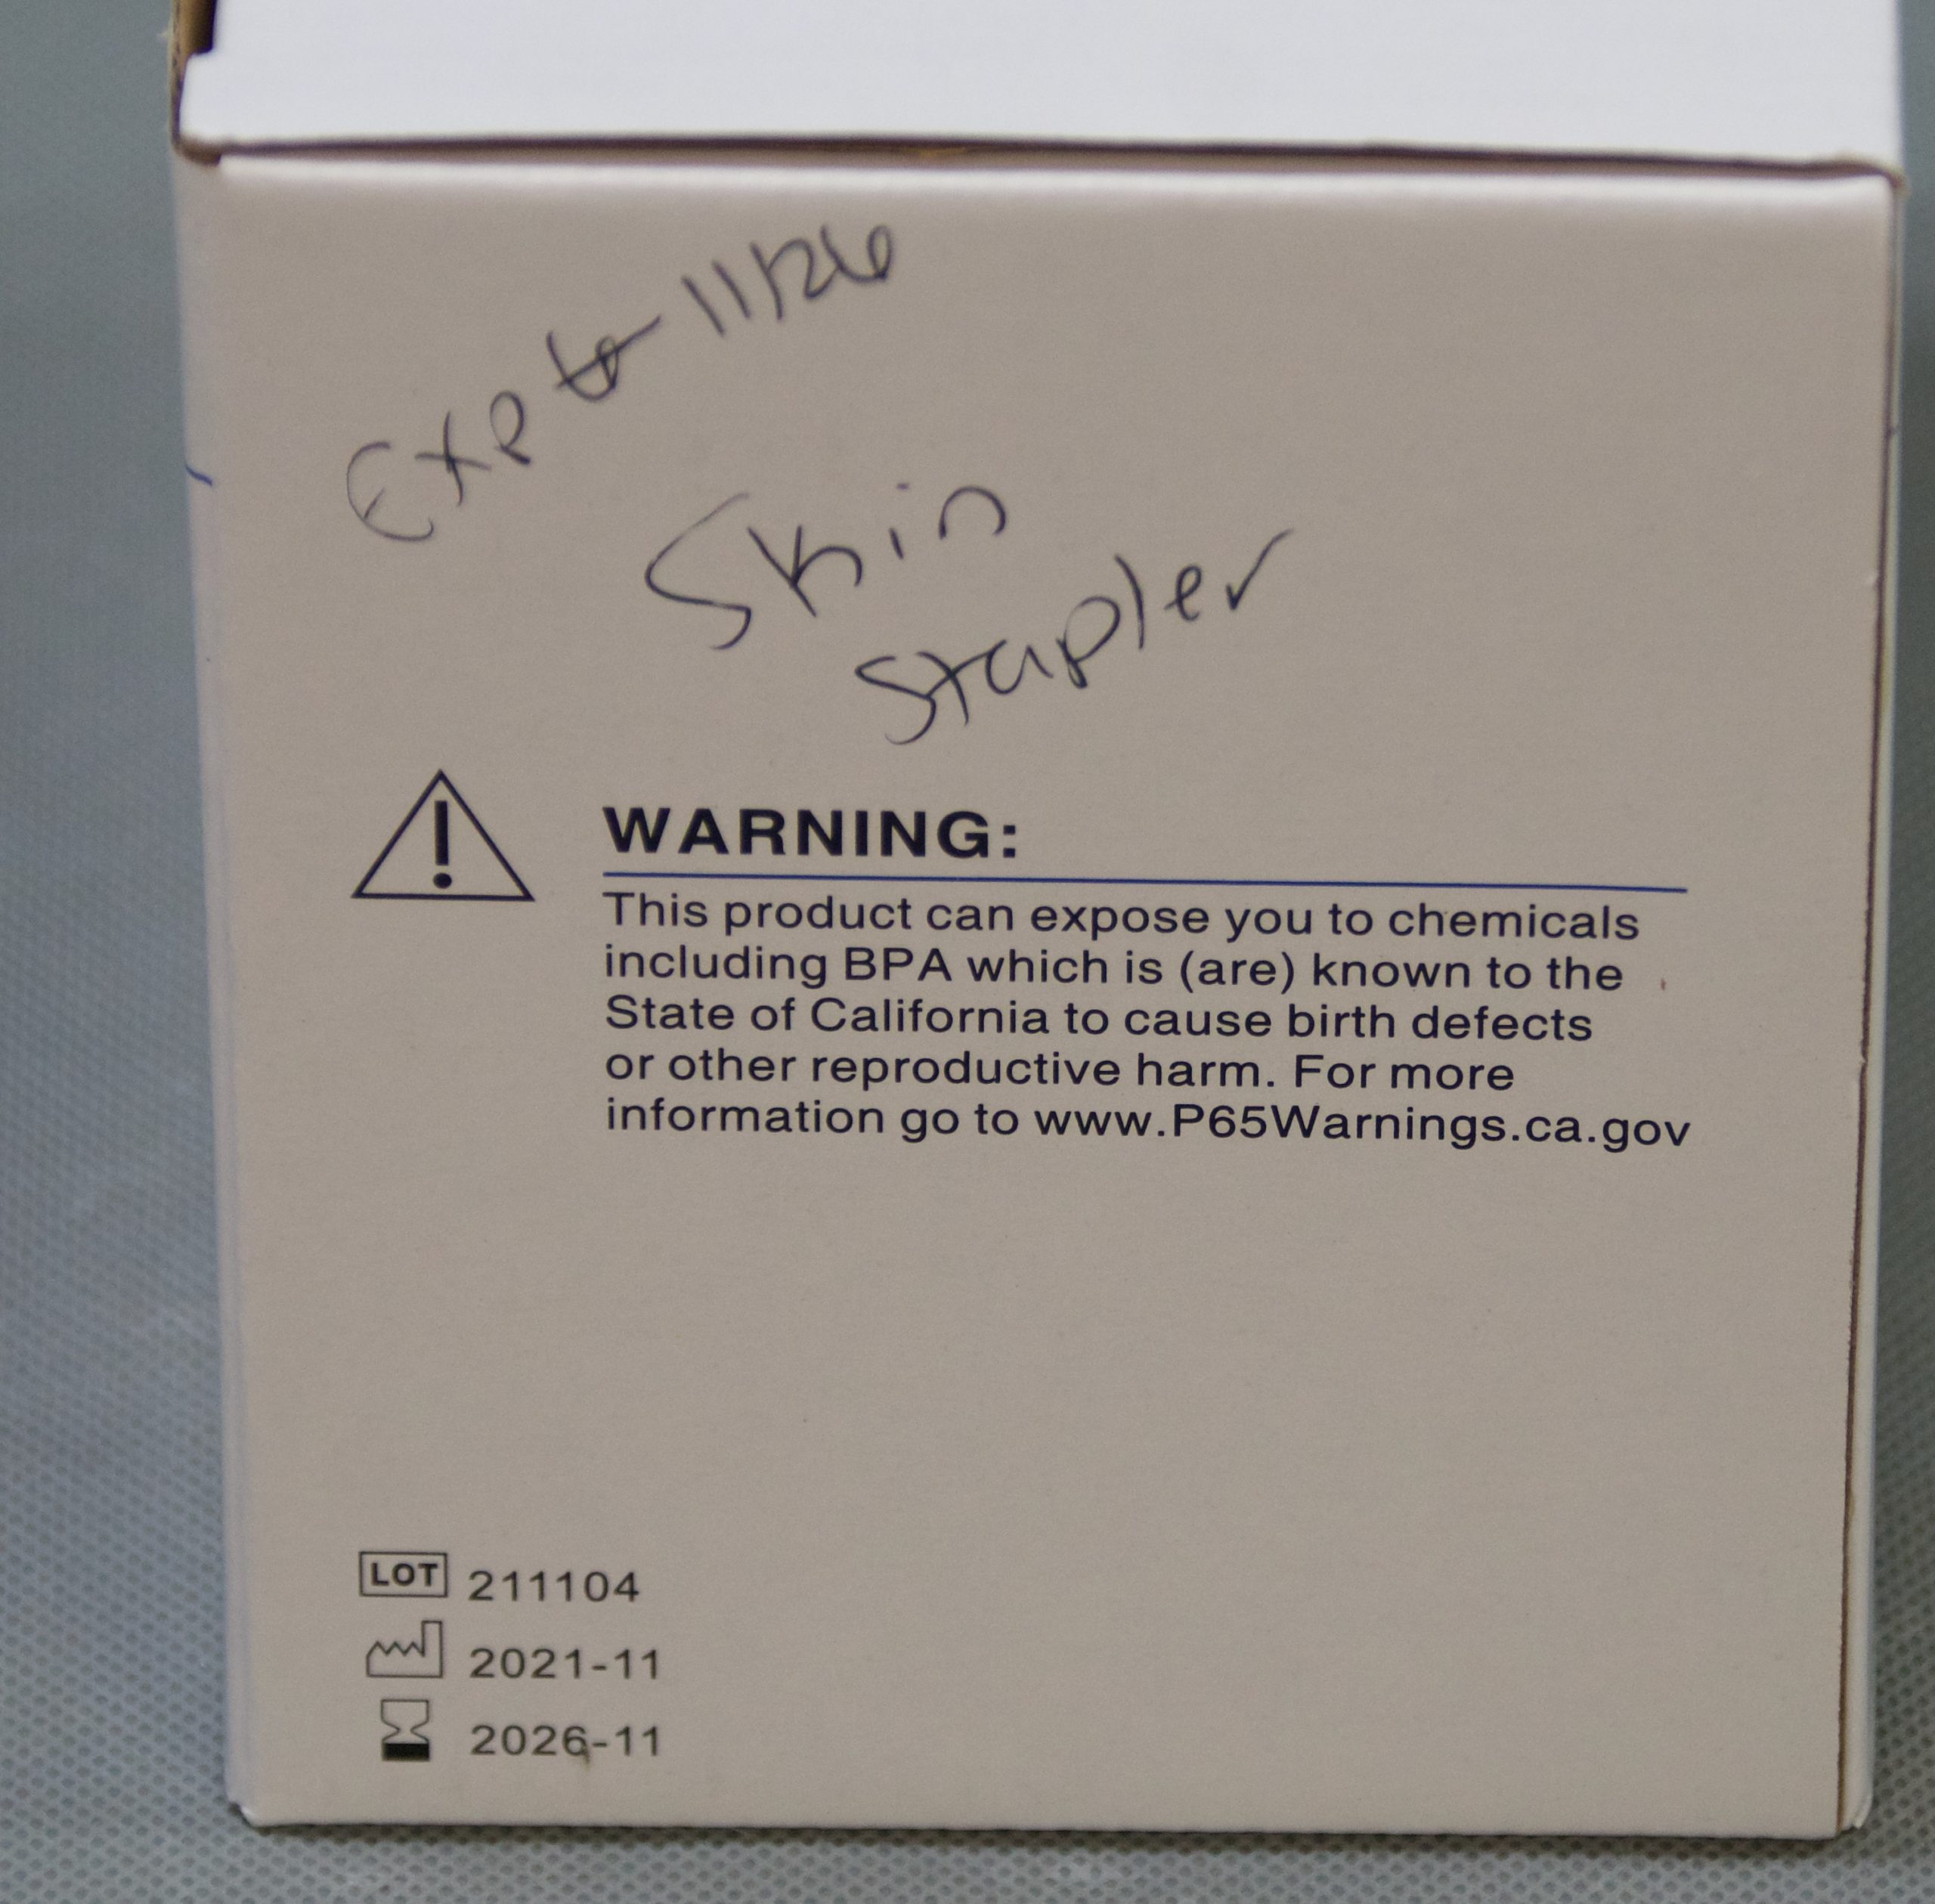 Exp 11/26
Skin
Stapler
WARNING:
This product can expose you to chemicals
including BPA which is (are) known to the
State of California to cause birth defects
or other reproductive harm. For more
information go to www.P65Warnings.ca.gov
LOT 211104
2021-11
2026-11